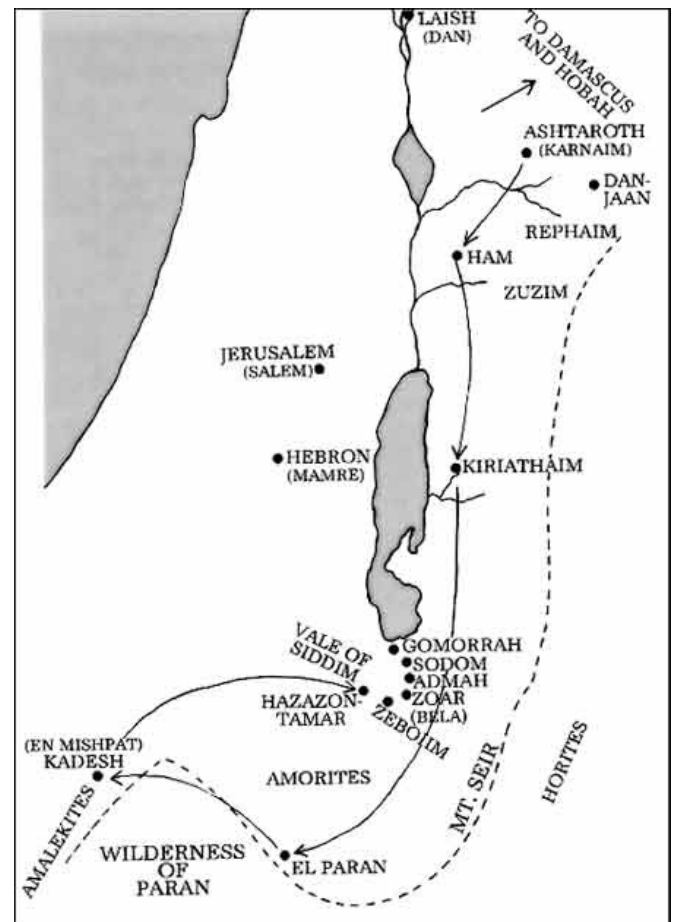 LAISH
(DAN)
TO DAMASCUS
AND HOBAH
ASHTAROTH
(KARNAIM)
DAN-
JAAN
REPHAIM
HAM
ZUZIM
JERUSALEM
(SALEM)
HEBRON
(MAMRE)
KIRIATHAIM
VALE OF
SIDDIM
GOMORRAH
SODOM
ADMAH
ZOAR
(BELA)
HAZAZON-
TAMAR
ZEBOIIM
(EN MISHPAT)
KADESH
AMORITES
MT. SEIR
HORITES
AMALEKITES
WILDERNESS
OF
PARAN
EL PARAN